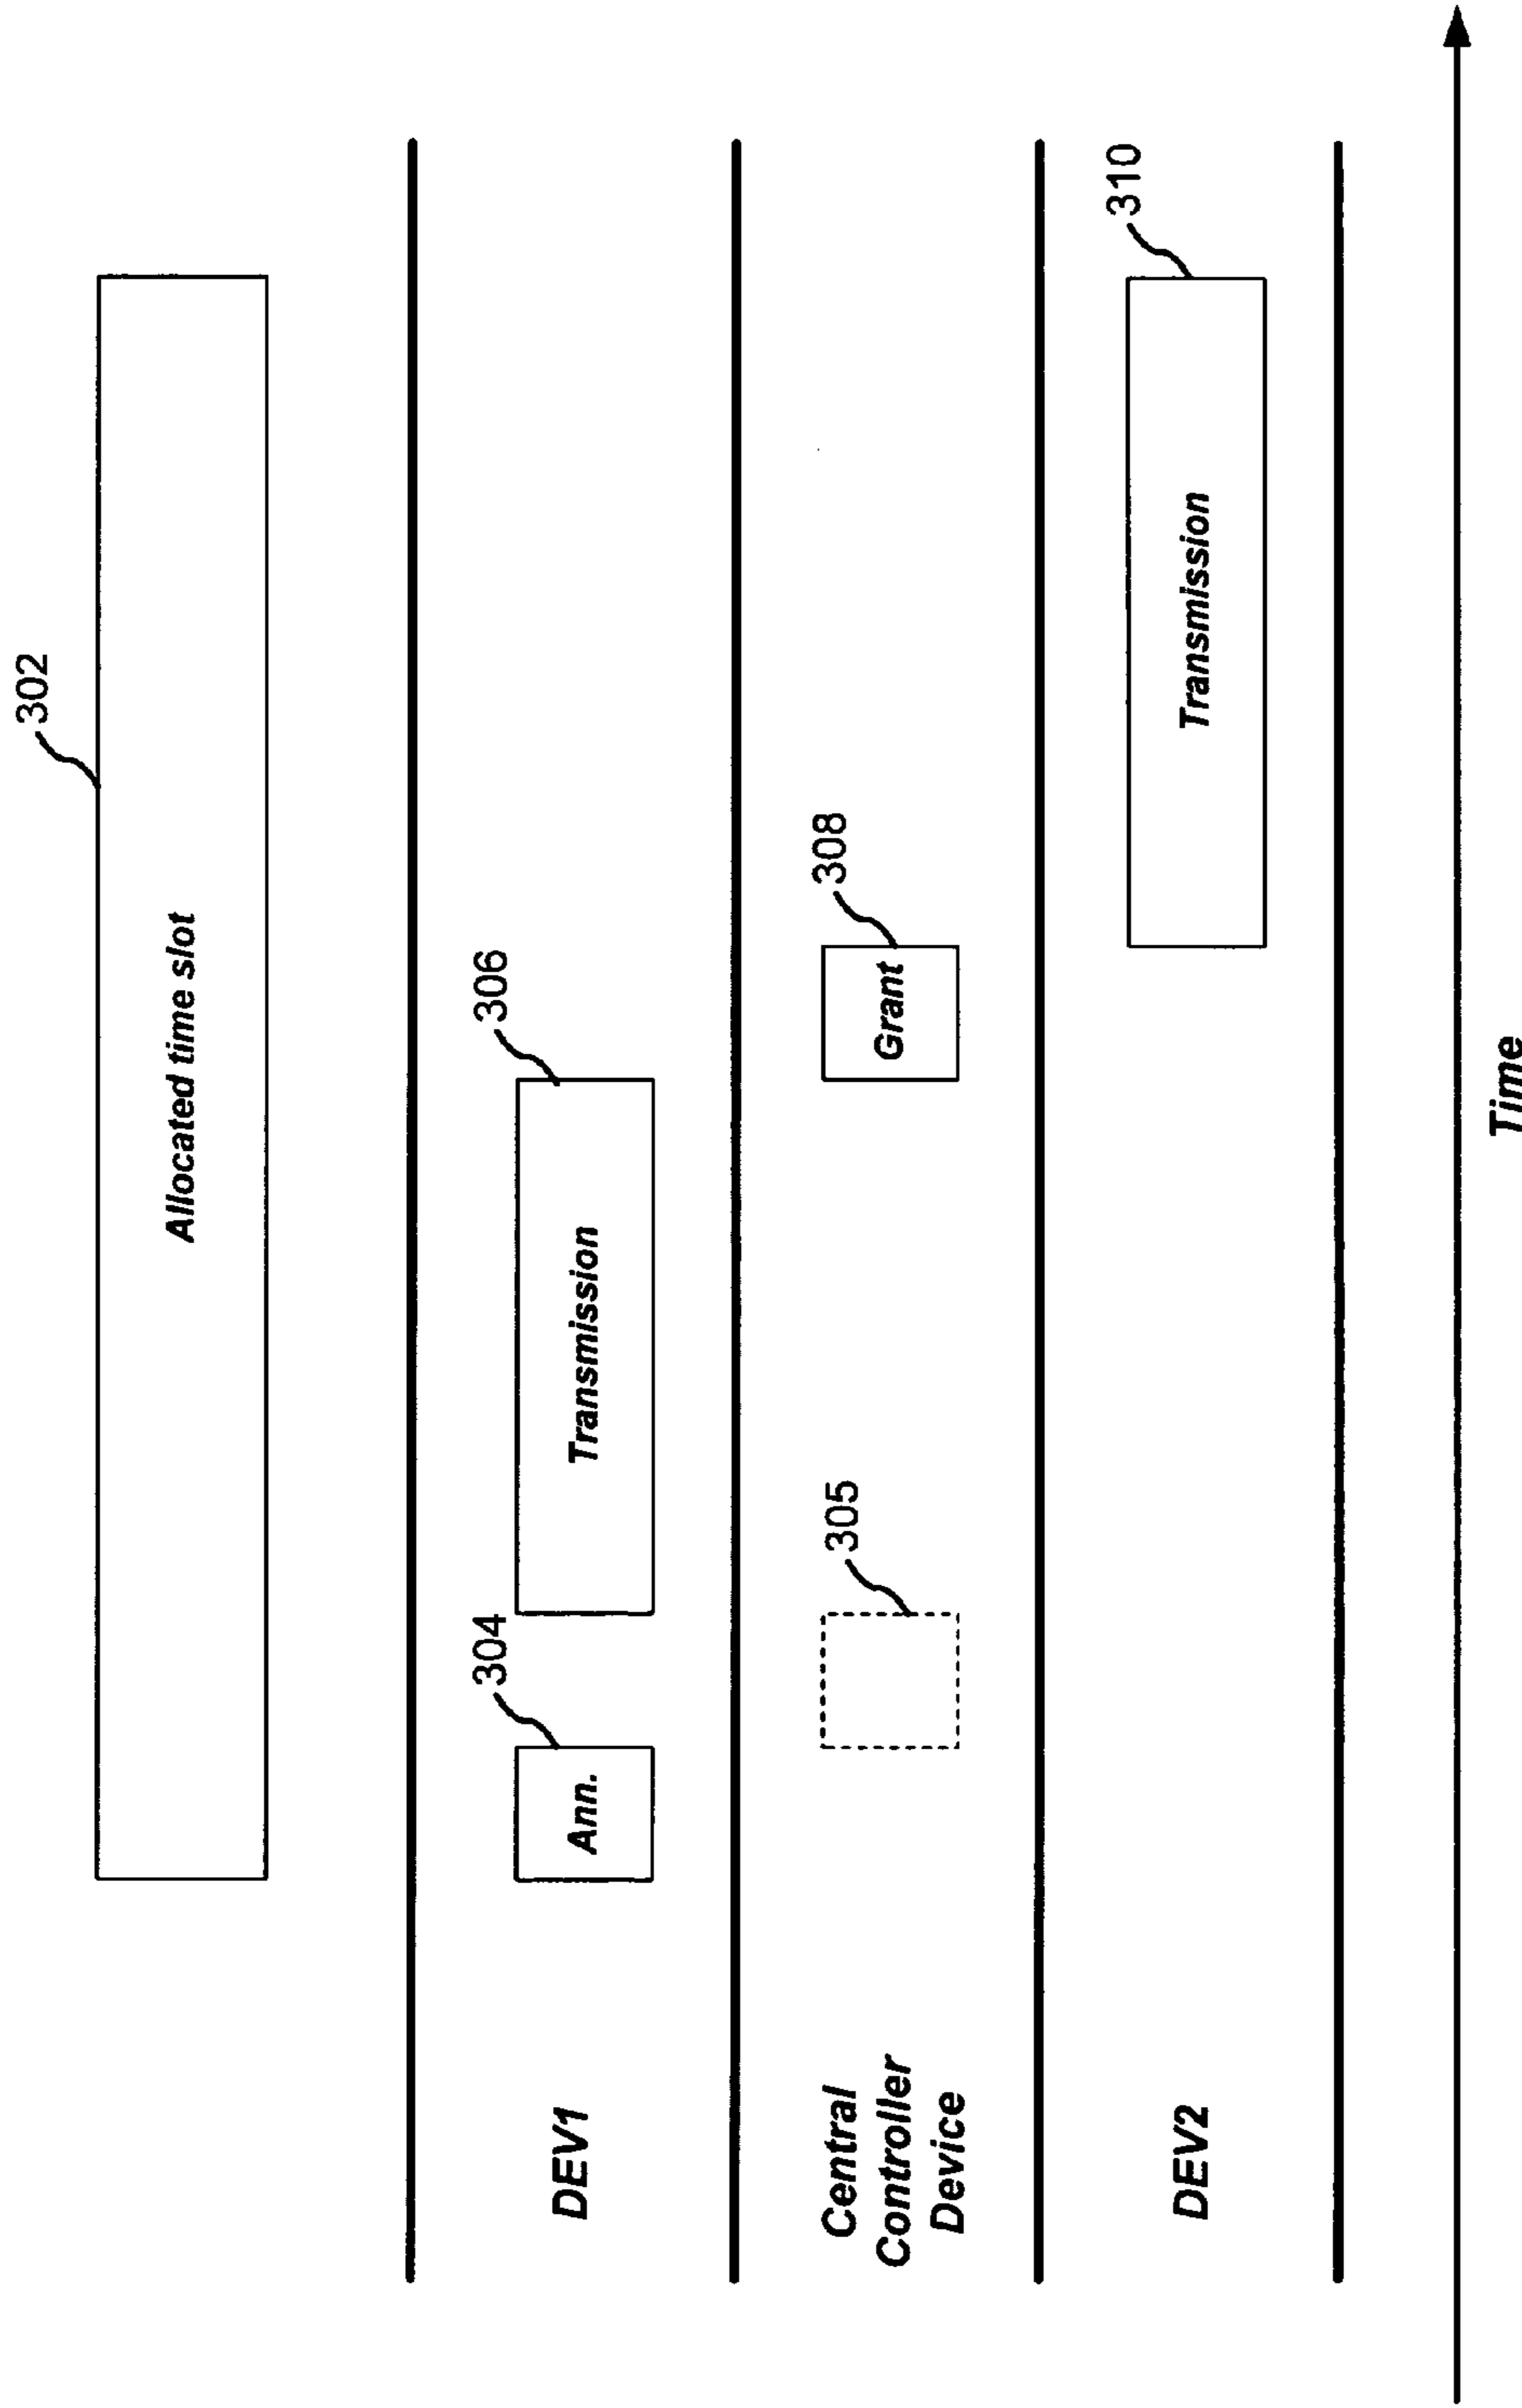 302
Allocated time slot
304
306
DEV1
Ann.
Transmission
305
308
Central
Controller
Device
Grant
310
DEV2
Transmission
Time